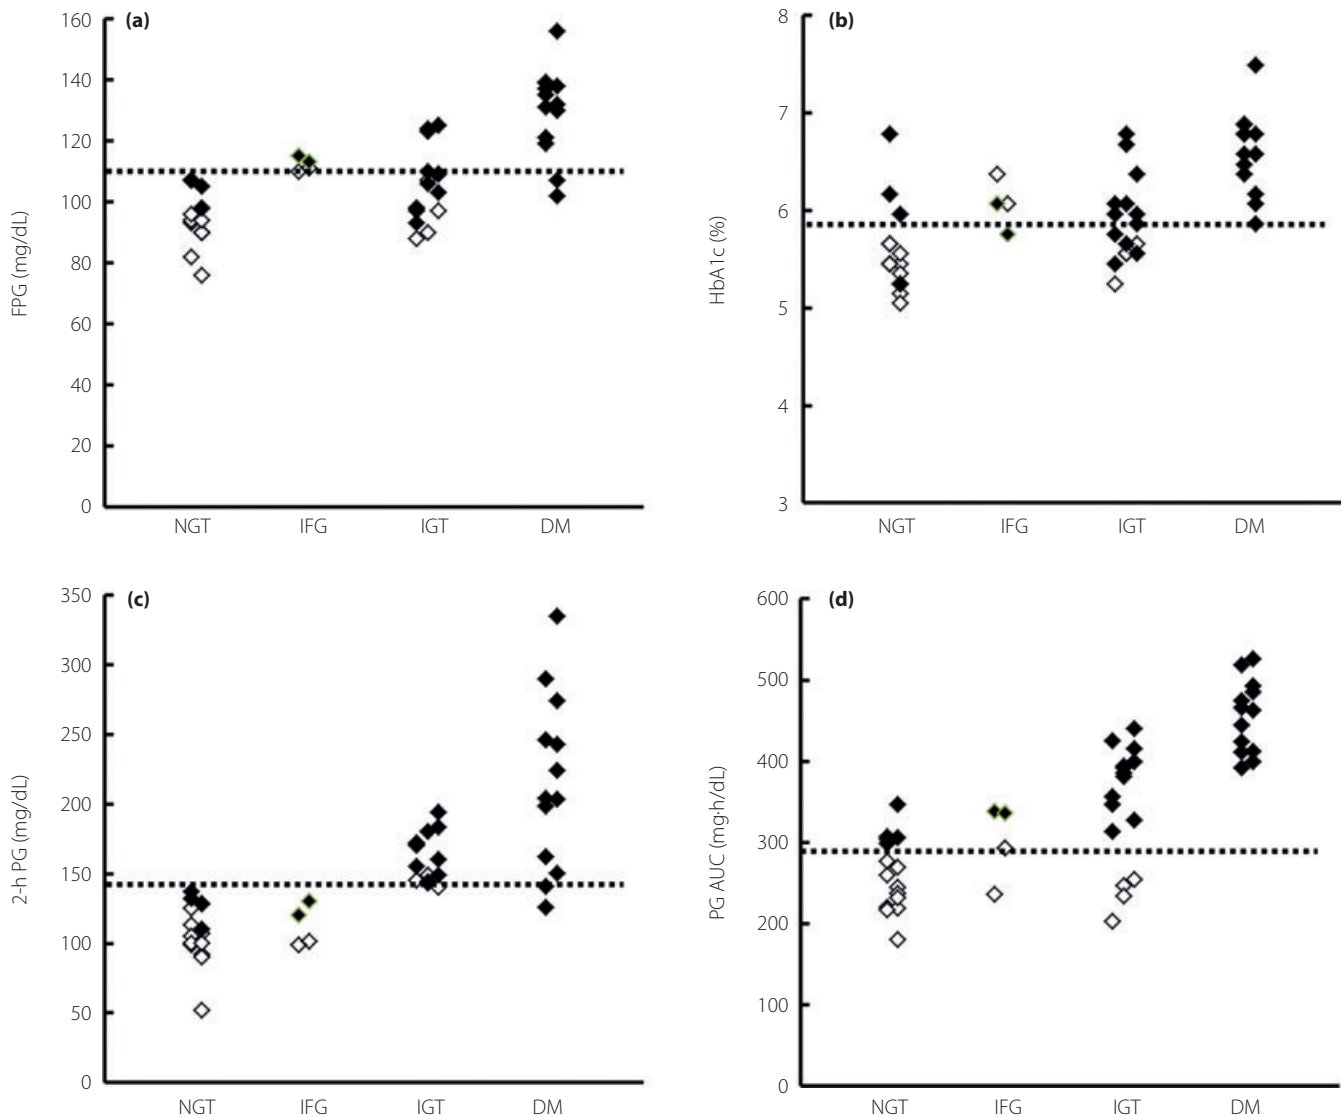 (a)
160
140
120
100
80
60
40
20
0
FPG (mg/dL)
NGT IFG IGT DM
(b)
8
7
6
5
4
3
HbA1c (%)
NGT IFG IGT DM
(c)
350
300
250
200
150
100
50
0
2-h PG (mg/dL)
NGT IFG IGT DM
(d)
600
500
400
300
200
100
0
PG AUC (mg·h/dL)
NGT IFG IGT DM